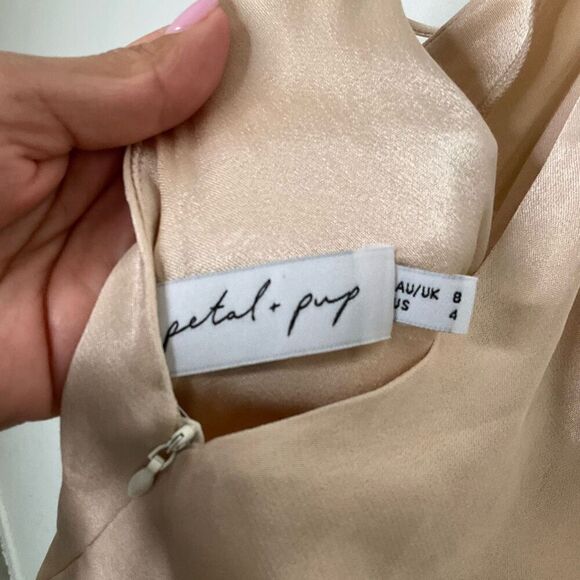 petal + pup
AU/UK 8
US 4